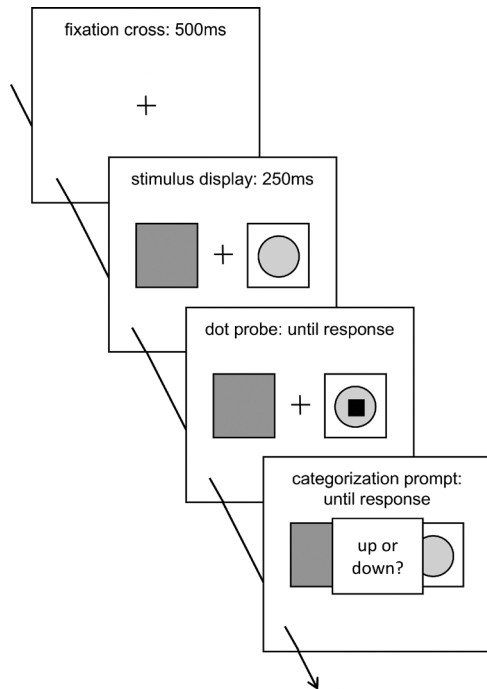 fixation cross: 500ms
stimulus display: 250ms
dot probe: until response
categorization prompt:
until response
up or
down?